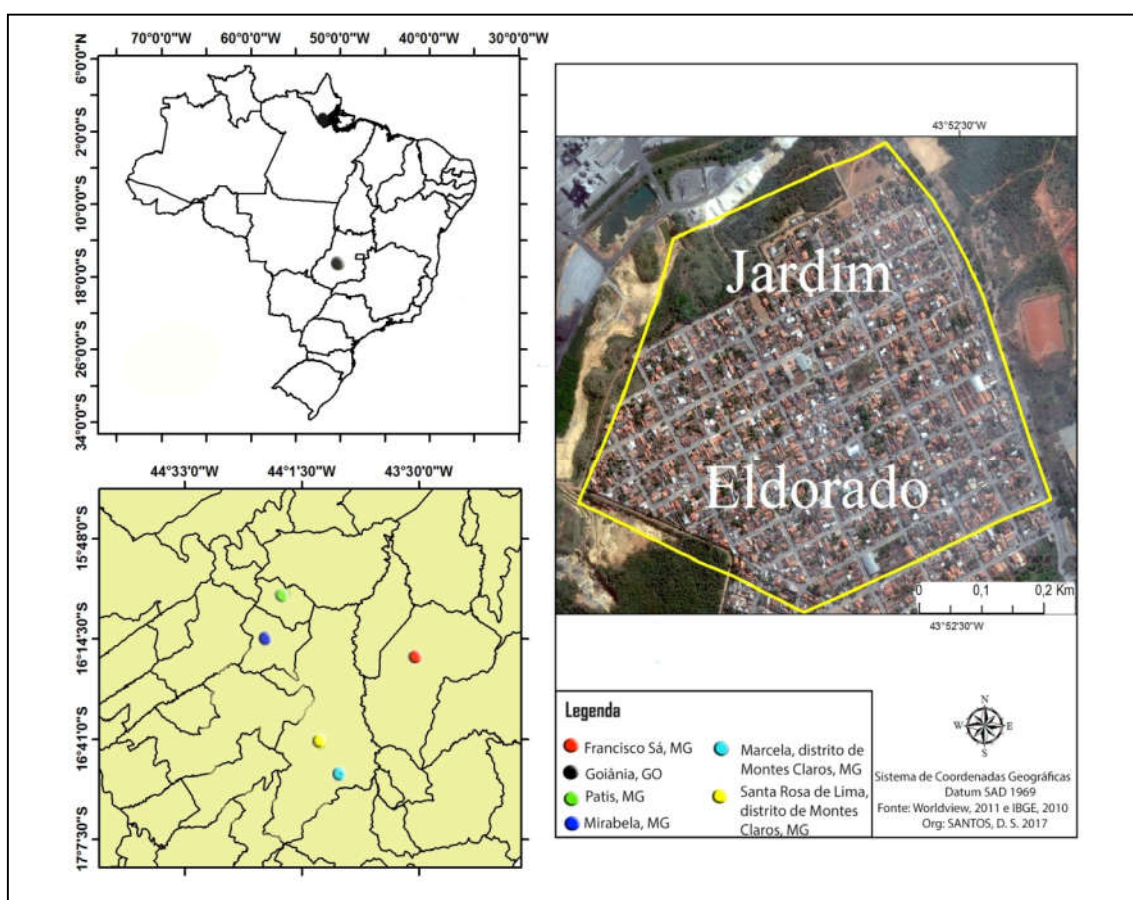 70°0'0"W 60°0'0"W 50°0'0"W 40°0'0"W 30°0'0"W
6°0'0"N
2°0'0"S
10°0'0"S
18°0'0"S
26°0'0"S
34°0'0"S
44°33'0"W 44°1'30"W 43°30'0"W
15°48'0"S
16°14'30"S
16°41'0"S
17°7'30"S
43°52'30"W
Jardim
Eldorado
0 0,1 0,2 Km
43°52'30"W
Legenda
Francisco Sá, MG
Goiânia, GO
Patis, MG
Mirabela, MG
Marcela, distrito de
Montes Claros, MG
Santa Rosa de Lima,
distrito de Montes
Claros, MG
N
W E
S
Sistema de Coordenadas Geográficas
Datum SAD 1969
Fonte: Worldview, 2011 e IBGE, 2010
Org: SANTOS, D. S. 2017